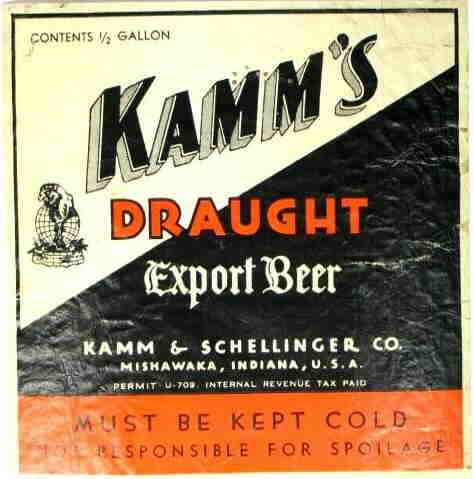 CONTENTS ½ GALLON
KAMM'S
DRAUGHT
Export Beer
KAMM & SCHELLINGER CO.
MISHAWAKA, INDIANA, U.S.A.
PERMIT U-709. INTERNAL REVENUE TAX PAID
MUST BE KEPT COLD
NOT RESPONSIBLE FOR SPOILAGE